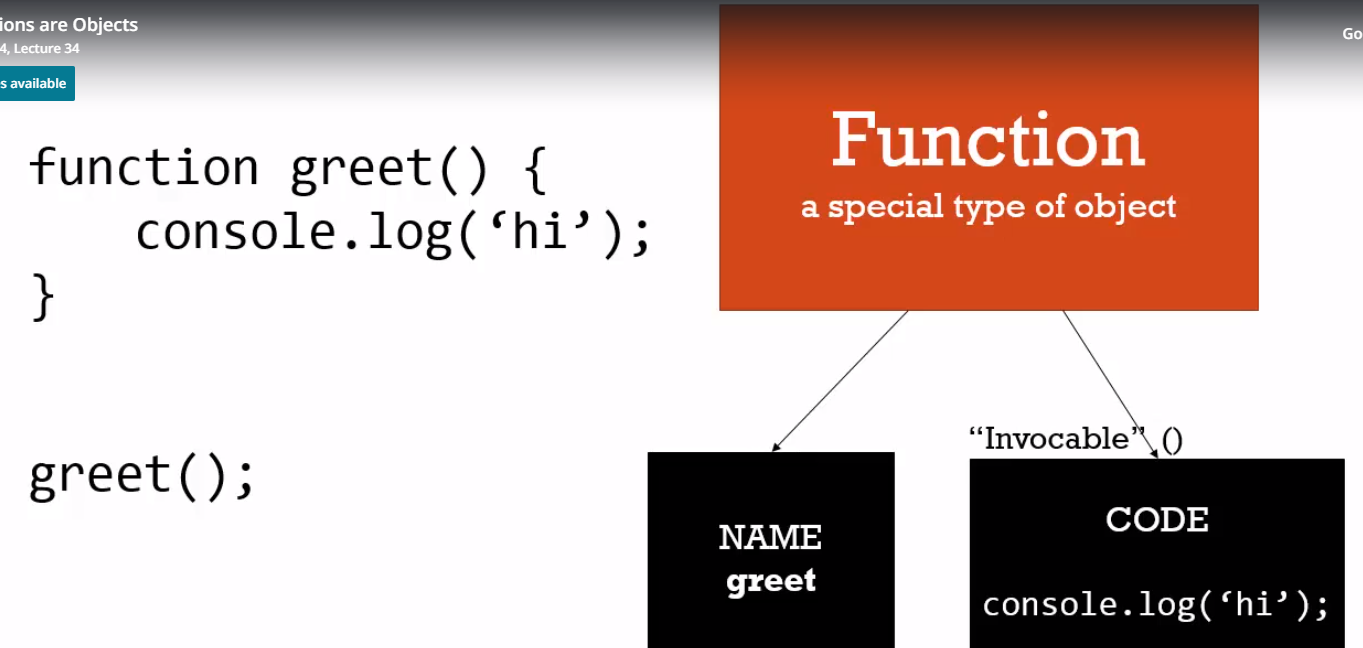 ions are Objects
4, Lecture 34
s available
Go
function greet() {
console.log(‘hi’);
}
greet();
Function
a special type of object
“Invocable” ()
NAME
greet
CODE
console.log(‘hi’);